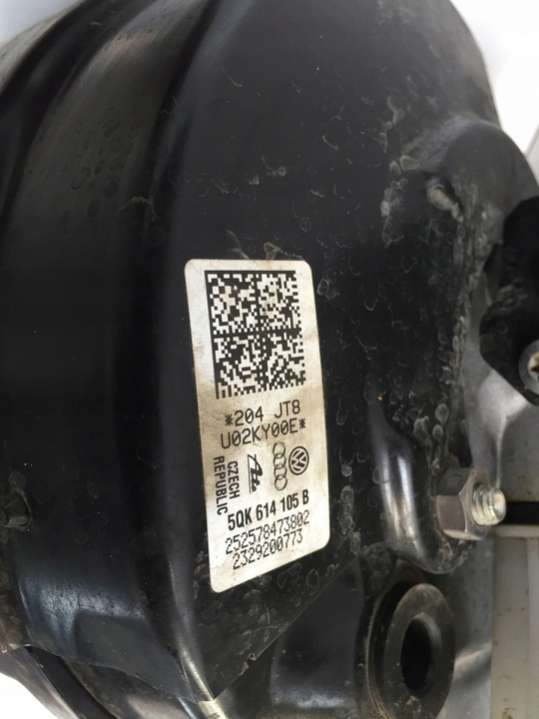 *204 JT8
U02KY00E*
CZECH
REPUBLIC
5QK 614 105 B
252578473802
2329200773